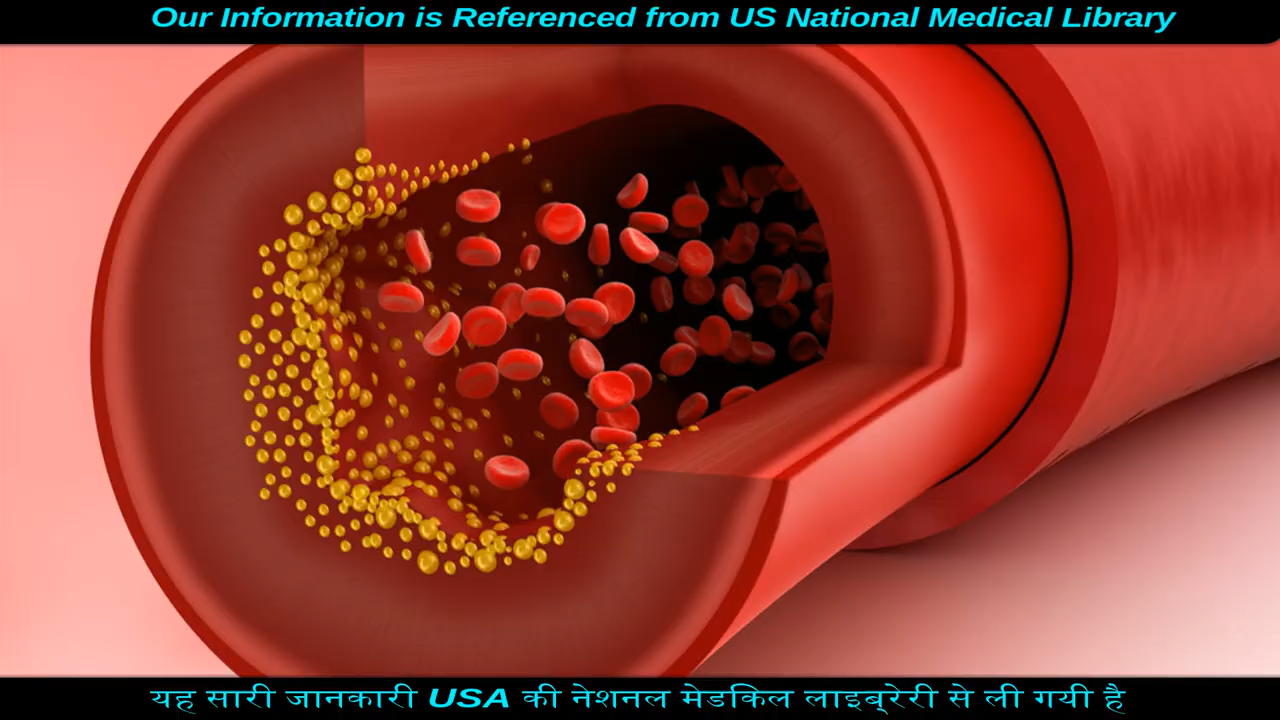 Our Information is Referenced from US National Medical Library
यह सारी जानकारी USA की नेशनल मेडकिल लाइब्रेरी से ली गयी है